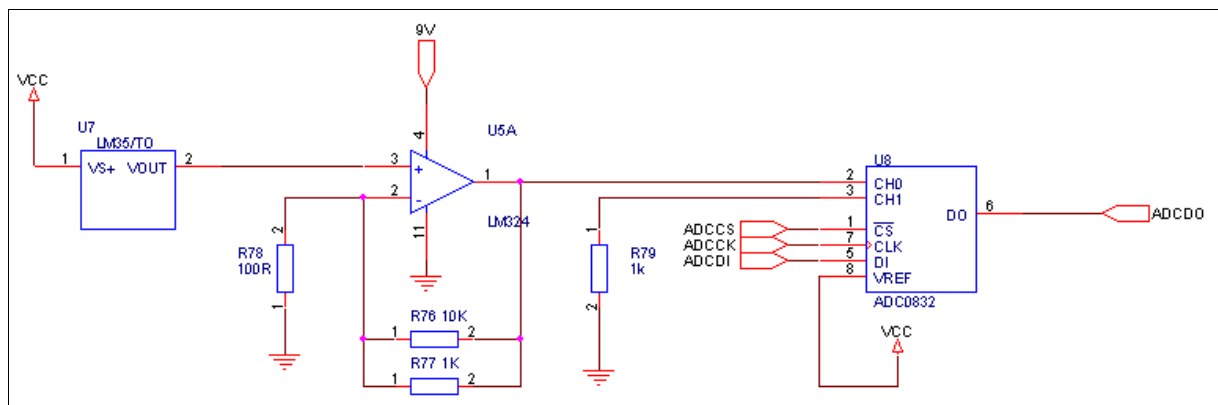 9V
VCC
U7
LM35/TO
1 VS+ VOUT 2
4
U5A
3 +
2 -
1
11
LM324
R78
100R
2
1
R76 10K
1 2
R77 1K
1 2
R79
1k
1
2
ADCCS
ADCCK
ADCDI
U8
2 CH0
3 CH1
1 CS
7 CLK
5 DI
8 VREF
DO 6
ADC0832
ADCDO
VCC